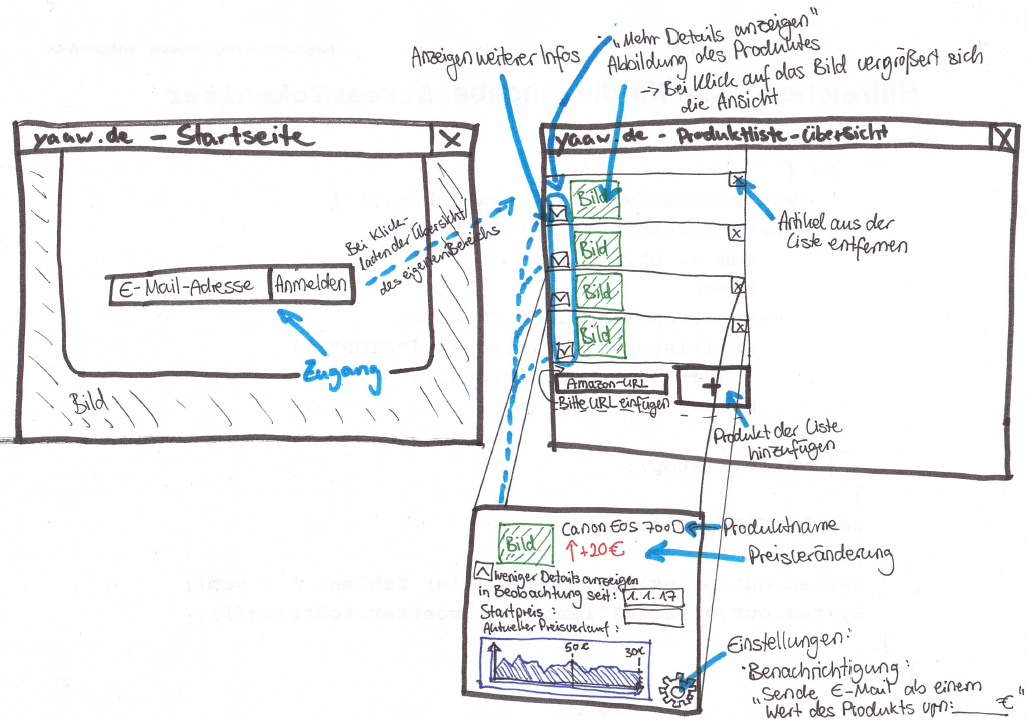 Anzeigen weiterer Infos
„Mehr Details anzeigen"
Abbildung des Produktes
-> Bei Klick auf das Bild vergrößert sich
die Ansicht
yaaw.de - Startseite
X
E-Mail-Adresse
Anmelden
Zugang
Bild
Bei Klick-
laden der Übersicht/
des eigenen Bereichs
yaaw.de - Produktliste-Übersicht
X
Bild
x
Bild
x
Bild
x
Bild
x
Artikel aus der
Liste entfernen
Amazon-URL
Bitte URL einfügen
+
Produkt der Liste
hinzufügen
Bild
Canon EOS 700D
↑+20€
Produktname
Preisveränderung
weniger Details anzeigen
in Beobachtung seit: 1.1.17
Startpreis :
Aktueller Preisverlauf :
50€
30€
Einstellungen:
Benachrichtigung:
„Sende E-Mail ab einem
Wert des Produkts von:____€"